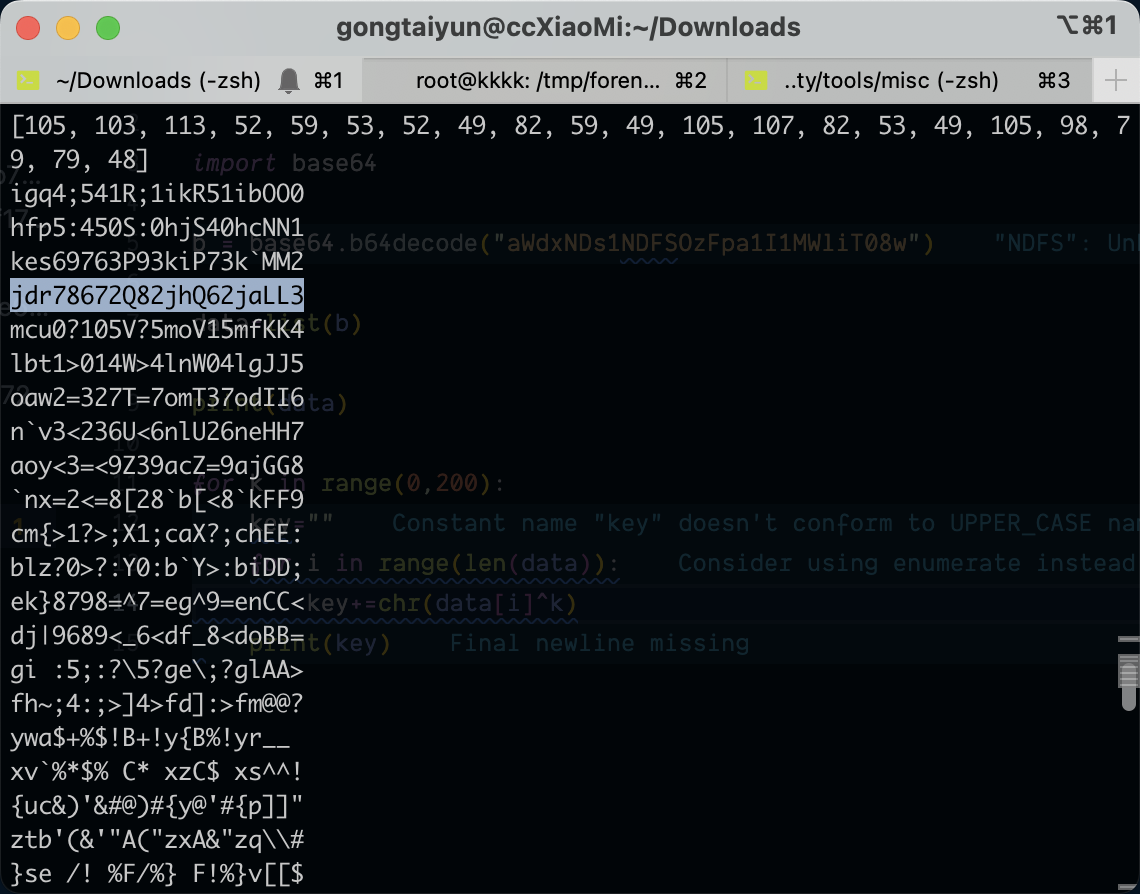 gongtaiyun@ccXiaoMi:~/Downloads
⌥⌘1
~/Downloads (-zsh) ⌘1
root@kkkk: /tmp/foren... ⌘2
..ty/tools/misc (-zsh) ⌘3
[105, 103, 113, 52, 59, 53, 52, 49, 82, 59, 49, 105, 107, 82, 53, 49, 105, 98, 7
9, 79, 48]
igq4;541R;1ikR51ibOO0
hfp5:450S:0hjS40hcNN1
kes69763P93kiP73k`MM2
jdr78672Q82jhQ62jaLL3
mcu0?105V?5moV15mfKK4
lbt1>014W>4lnW04lgJJ5
oaw2=327T=7omT37odII6
n`v3<236U<6nlU26neHH7
aoy<3=<9Z39acZ=9ajGG8
`nx=2<=8[28`b[<8`kFF9
cm{>1?>;X1;caX?;chEE:
blz?0>?:Y0:b`Y>:biDD;
ek}8798=^7=eg^9=enCC<
dj|9689<_6<df_8<doBB=
gi :5;:?\5?ge\;?glAA>
fh~;4:;>]4>fd]:>fm@@?
ywa$+%$!B+!y{B%!yr__
xv`%*$% C* xzC$ xs^^!
{uc&)'&#@)#{y@'#{p]]"
ztb'(&'"A("zxA&"zq\\#
}se /! %F/%} F!%}v[[$
import base64
b = base64.b64decode("aWdxNDs1NDFSOzFpa1I1MWliT08w") "NDFS": Un
data=list(b)
print(data)
for k in range(0,200):
key="" Constant name "key" doesn't conform to UPPER_CASE na
for i in range(len(data)): Consider using enumerate instead
key+=chr(data[i]^k)
print(key) Final newline missing